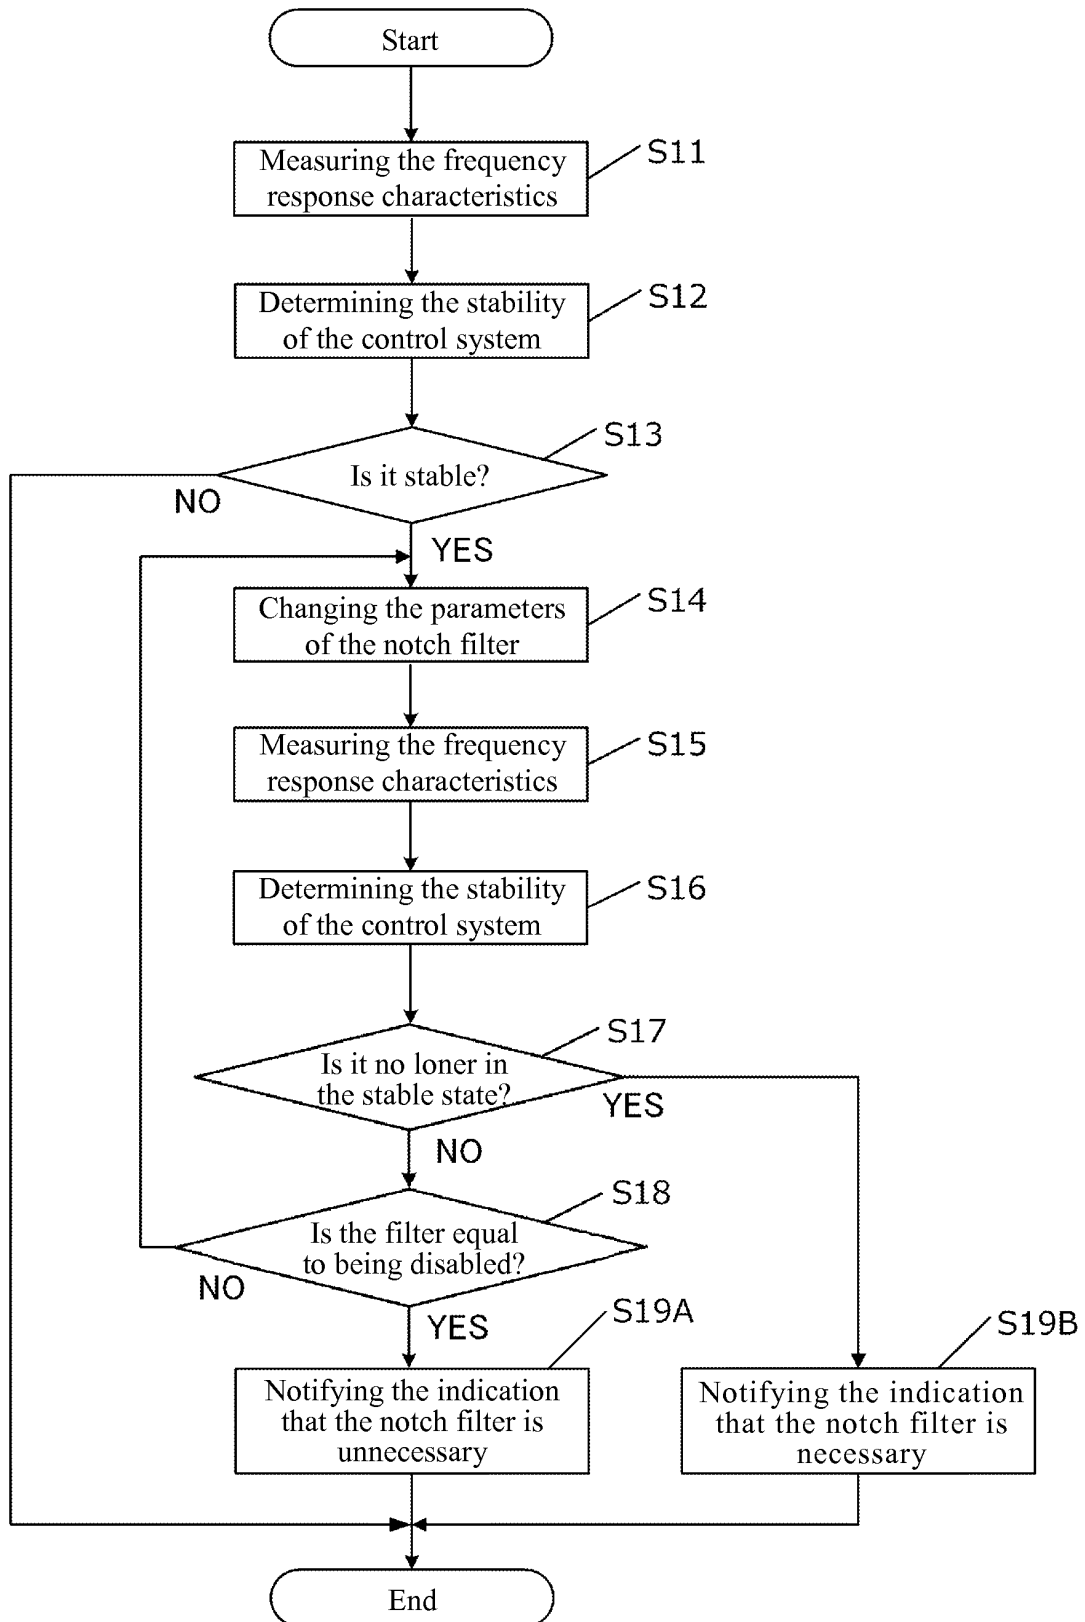 Start
Measuring the frequency
response characteristics
S11
Determining the stability
of the control system
S12
Is it stable?
S13
NO
YES
Changing the parameters
of the notch filter
S14
Measuring the frequency
response characteristics
S15
Determining the stability
of the control system
S16
Is it no loner in
the stable state?
S17
YES
NO
Is the filter equal
to being disabled?
S18
NO
YES
Notifying the indication
that the notch filter is
unnecessary
S19A
Notifying the indication
that the notch filter is
necessary
S19B
End